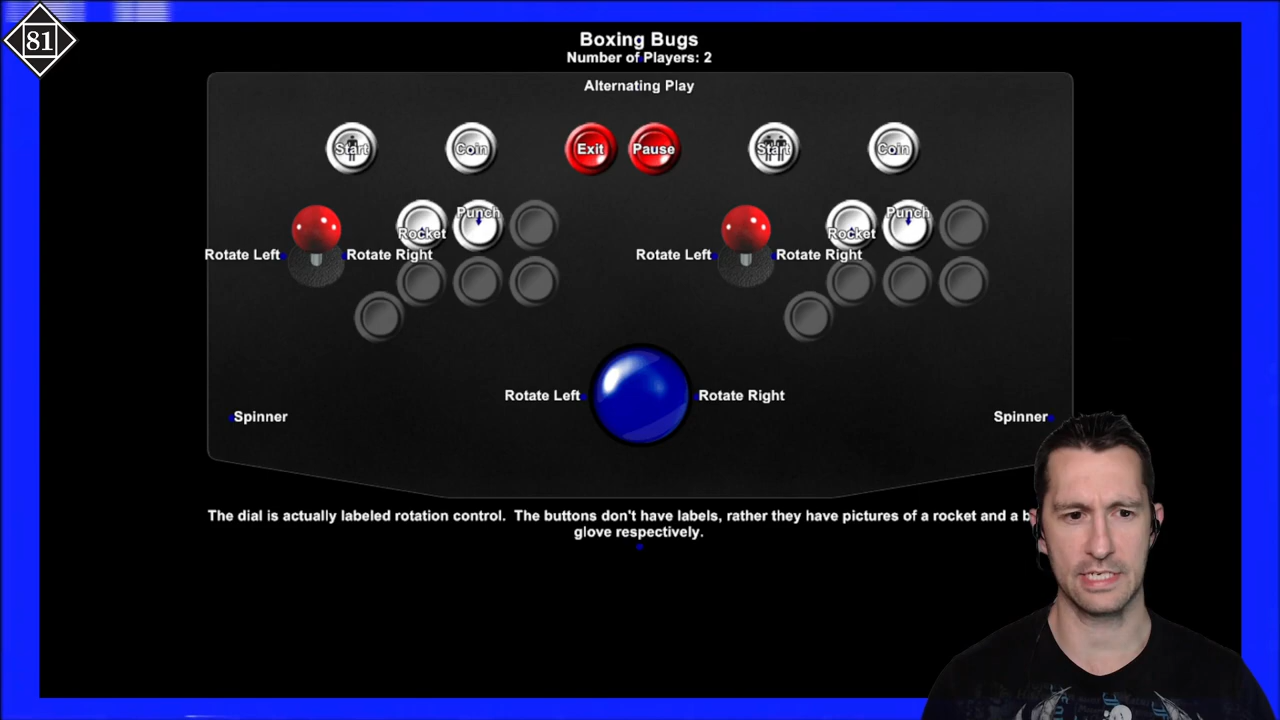 81
Boxing Bugs
Number of Players: 2
Alternating Play
Start
Coin
Exit
Pause
Start
Coin
Punch
Rocket
Rotate Left
Rotate Right
Punch
Rocket
Rotate Left
Rotate Right
Rotate Left
Rotate Right
Spinner
Spinner
The dial is actually labeled rotation control. The buttons don't have labels, rather they have pictures of a rocket and a b
glove respectively.